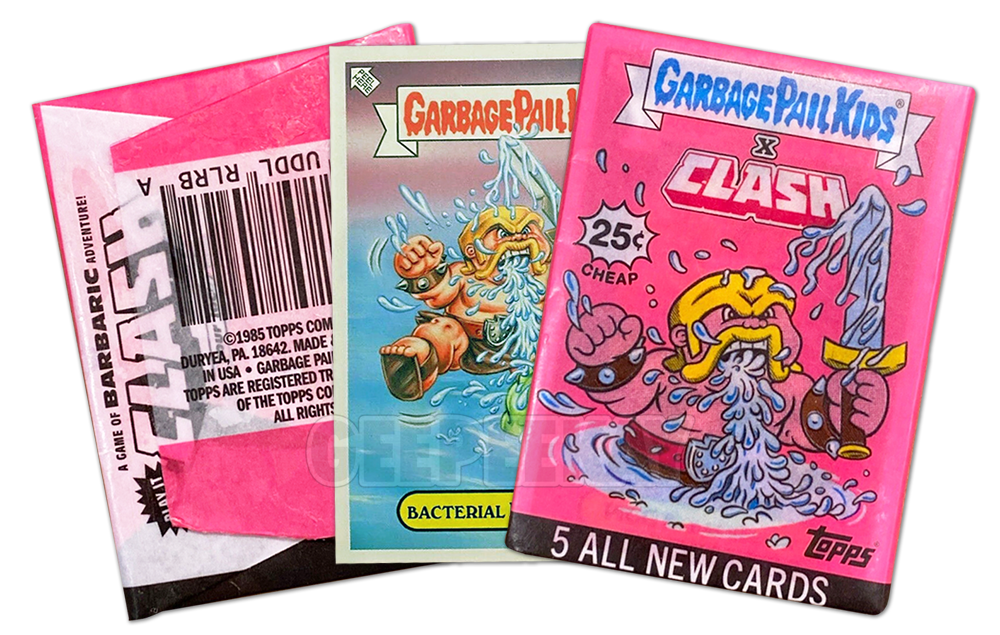 A GAME OF BARBARIC ADVENTURE!
CLASH
A UDDL RLRB
©1985 TOPPS COM
DURYEA, PA. 18642. MADE &
IN USA • GARBAGE PAI
TOPPS ARE REGISTERED TR
OF THE TOPPS CO
ALL RIGHTS
PEEL HERE
GARBAGE PAIL K
BACTERIAL
GARBAGE PAIL KIDS®
X
CLASH
25¢
CHEAP
topps
5 ALL NEW CARDS